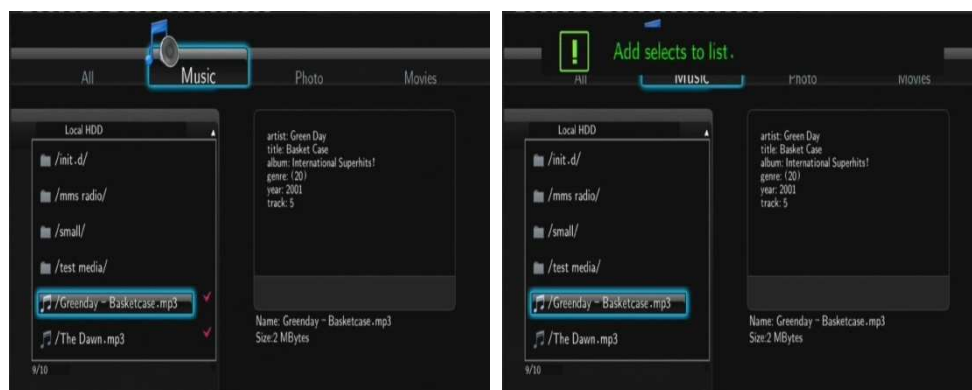 All Music Photo Movies
Local HDD
/init.d/
/mms radio/
/small/
/test media/
/Greenday - Basketcase.mp3
/The Dawn.mp3
9/10
artist: Green Day
title: Basket Case
album: International Superhits!
genre: (20)
year: 2001
track: 5
Name: Greenday - Basketcase.mp3
Size:2 MBytes
Add selects to list.
All Music Photo Movies
Local HDD
/init.d/
/mms radio/
/small/
/test media/
/Greenday - Basketcase.mp3
/The Dawn.mp3
9/10
artist: Green Day
title: Basket Case
album: International Superhits!
genre: (20)
year: 2001
track: 5
Name: Greenday - Basketcase.mp3
Size:2 MBytes